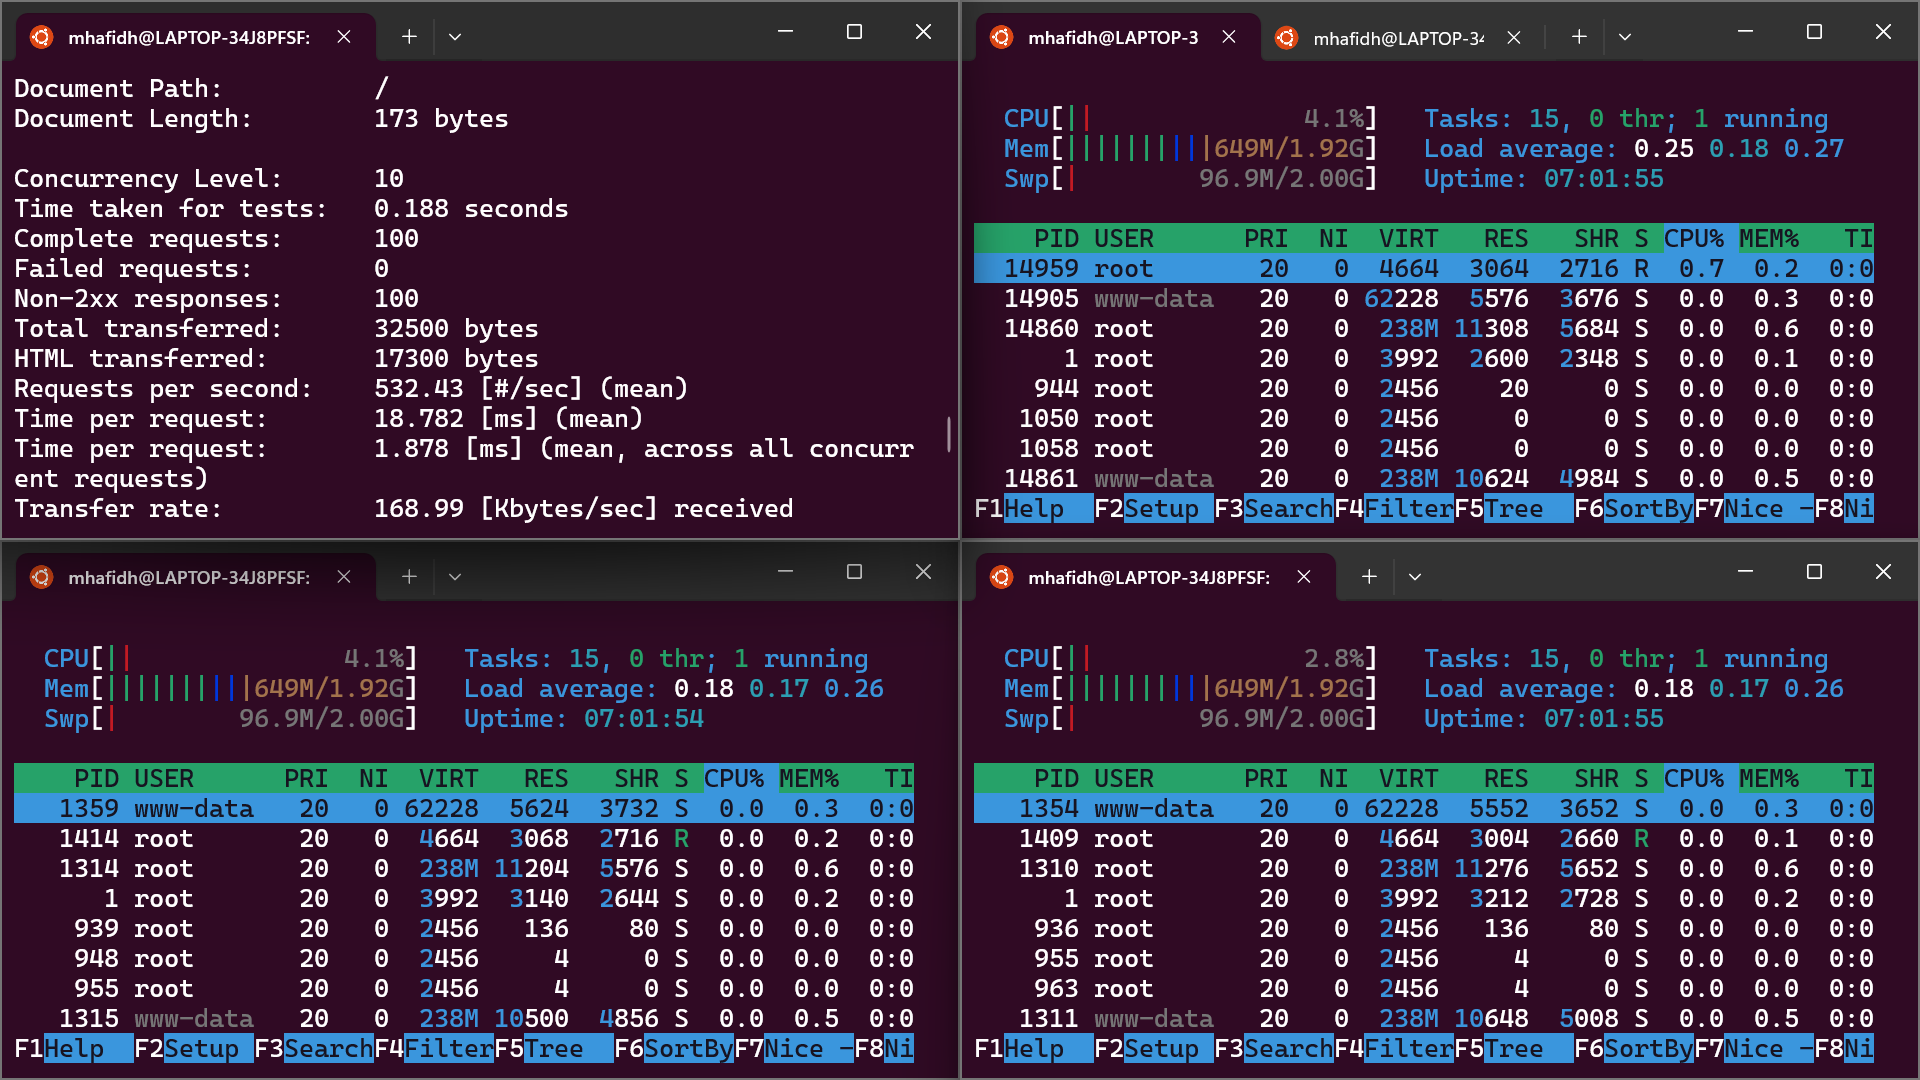 mhafidh@LAPTOP-34J8PFSF:
Document Path:          /
Document Length:        173 bytes
Concurrency Level:      10
Time taken for tests:   0.188 seconds
Complete requests:      100
Failed requests:        0
Non-2xx responses:      100
Total transferred:      32500 bytes
HTML transferred:       17300 bytes
Requests per second:    532.43 [#/sec] (mean)
Time per request:       18.782 [ms] (mean)
Time per request:       1.878 [ms] (mean, across all concurr
ent requests)
Transfer rate:          168.99 [Kbytes/sec] received
mhafidh@LAPTOP-3 mhafidh@LAPTOP-34
CPU[|| 4.1%] Tasks: 15, 0 thr; 1 running
Mem[||||||||||649M/1.92G] Load average: 0.25 0.18 0.27
Swp[| 96.9M/2.00G] Uptime: 07:01:55
PID USER PRI NI VIRT RES SHR S CPU% MEM% TI
14959 root 20 0 4664 3064 2716 R 0.7 0.2 0:0
14905 www-data 20 0 62228 5576 3676 S 0.0 0.3 0:0
14860 root 20 0 238M 11308 5684 S 0.0 0.6 0:0
1 root 20 0 3992 2600 2348 S 0.0 0.1 0:0
944 root 20 0 2456 20 0 S 0.0 0.0 0:0
1050 root 20 0 2456 0 0 S 0.0 0.0 0:0
1058 root 20 0 2456 0 0 S 0.0 0.0 0:0
14861 www-data 20 0 238M 10624 4984 S 0.0 0.5 0:0
F1Help F2Setup F3SearchF4FilterF5Tree F6SortByF7Nice -F8Ni
mhafidh@LAPTOP-34J8PFSF:
CPU[|| 4.1%] Tasks: 15, 0 thr; 1 running
Mem[||||||||||649M/1.92G] Load average: 0.18 0.17 0.26
Swp[| 96.9M/2.00G] Uptime: 07:01:54
PID USER PRI NI VIRT RES SHR S CPU% MEM% TI
1359 www-data 20 0 62228 5624 3732 S 0.0 0.3 0:0
1414 root 20 0 4664 3068 2716 R 0.0 0.2 0:0
1314 root 20 0 238M 11204 5576 S 0.0 0.6 0:0
1 root 20 0 3992 3140 2644 S 0.0 0.2 0:0
939 root 20 0 2456 136 80 S 0.0 0.0 0:0
948 root 20 0 2456 4 0 S 0.0 0.0 0:0
955 root 20 0 2456 4 0 S 0.0 0.0 0:0
1315 www-data 20 0 238M 10500 4856 S 0.0 0.5 0:0
F1Help F2Setup F3SearchF4FilterF5Tree F6SortByF7Nice -F8Ni
mhafidh@LAPTOP-34J8PFSF:
CPU[|| 2.8%] Tasks: 15, 0 thr; 1 running
Mem[||||||||||649M/1.92G] Load average: 0.18 0.17 0.26
Swp[| 96.9M/2.00G] Uptime: 07:01:55
PID USER PRI NI VIRT RES SHR S CPU% MEM% TI
1354 www-data 20 0 62228 5552 3652 S 0.0 0.3 0:0
1409 root 20 0 4664 3004 2660 R 0.0 0.1 0:0
1310 root 20 0 238M 11276 5652 S 0.0 0.6 0:0
1 root 20 0 3992 3212 2728 S 0.0 0.2 0:0
936 root 20 0 2456 136 80 S 0.0 0.0 0:0
955 root 20 0 2456 4 0 S 0.0 0.0 0:0
963 root 20 0 2456 4 0 S 0.0 0.0 0:0
1311 www-data 20 0 238M 10648 5008 S 0.0 0.5 0:0
F1Help F2Setup F3SearchF4FilterF5Tree F6SortByF7Nice -F8Ni